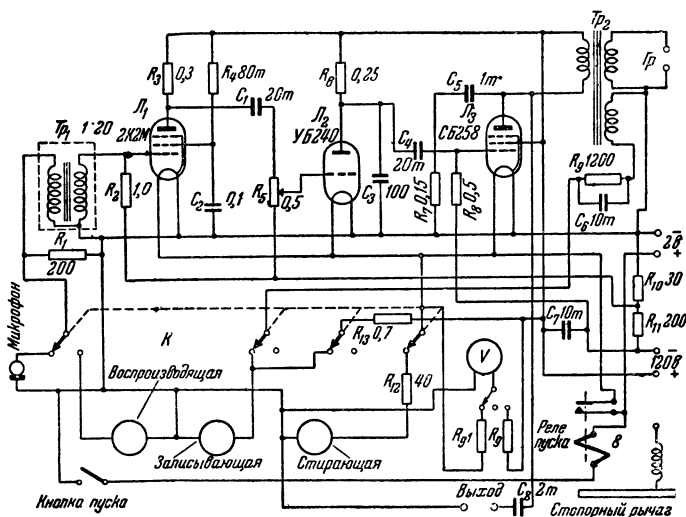 Тр₂
Гр
R₃ 0,3
R₄ 80т
R₆ 0,25
C₅ 1т
Л₁
2К2М
C₁ 20т
Л₂
УБ240
Л₃
СБ258
Тр₁ 1:20
C₄ 20т
R₉ 1200
R₂ 1,0
C₂ 0,1
R₅ 0,5
C₃ 100
R₇ 0,15
R₈ 0,5
C₆ 10т
R₁ 200
2В
− +
R₁₀ 30
Микрофон
К
R₁₃ 0,7
C₇ 10т
R₁₁ 200
V
120В
− +
Воспроизводящая
R₁₂ 40
Реле пуска
В
Записывающая
Стирающая
Rg1
Rg
Кнопка пуска
Выход
C₈ 2т
Стопорный рычаг